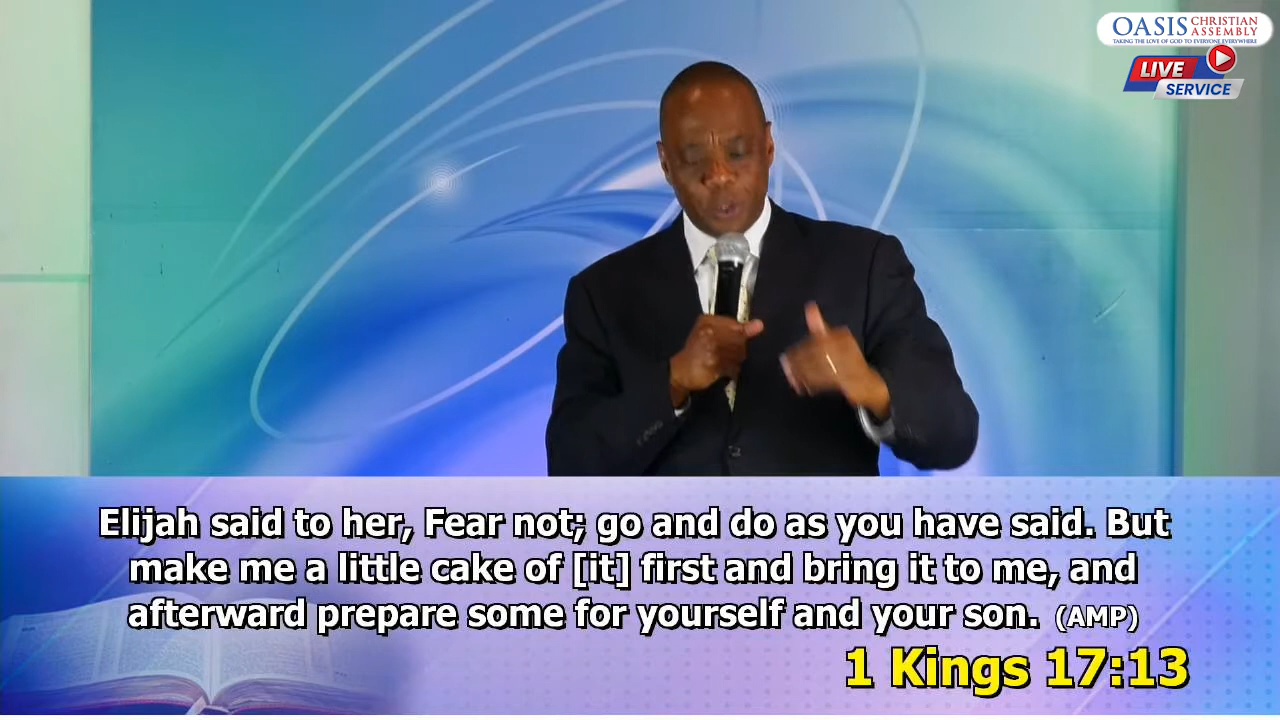 OASIS CHRISTIAN ASSEMBLY
TAKING THE LOVE OF GOD TO EVERYONE EVERYWHERE
LIVE
SERVICE
Elijah said to her, Fear not; go and do as you have said. But
make me a little cake of [it] first and bring it to me, and
afterward prepare some for yourself and your son. (AMP)
1 Kings 17:13